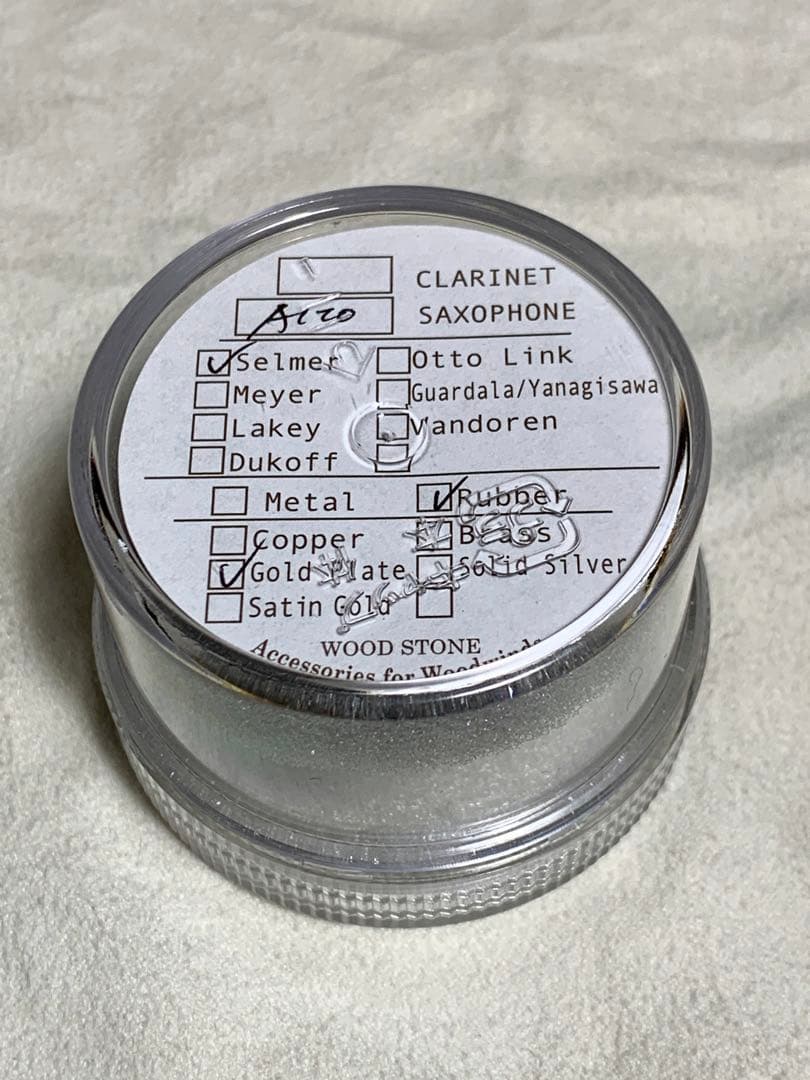 CLARINET
Alto SAXOPHONE
Selmer Otto Link
Meyer Guardala/Yanagisawa
Lakey Vandoren
Dukoff
Metal Rubber
Copper Brass
Gold Plate Solid Silver
Satin Gold
WOOD STONE
Accessories for Woodwinds